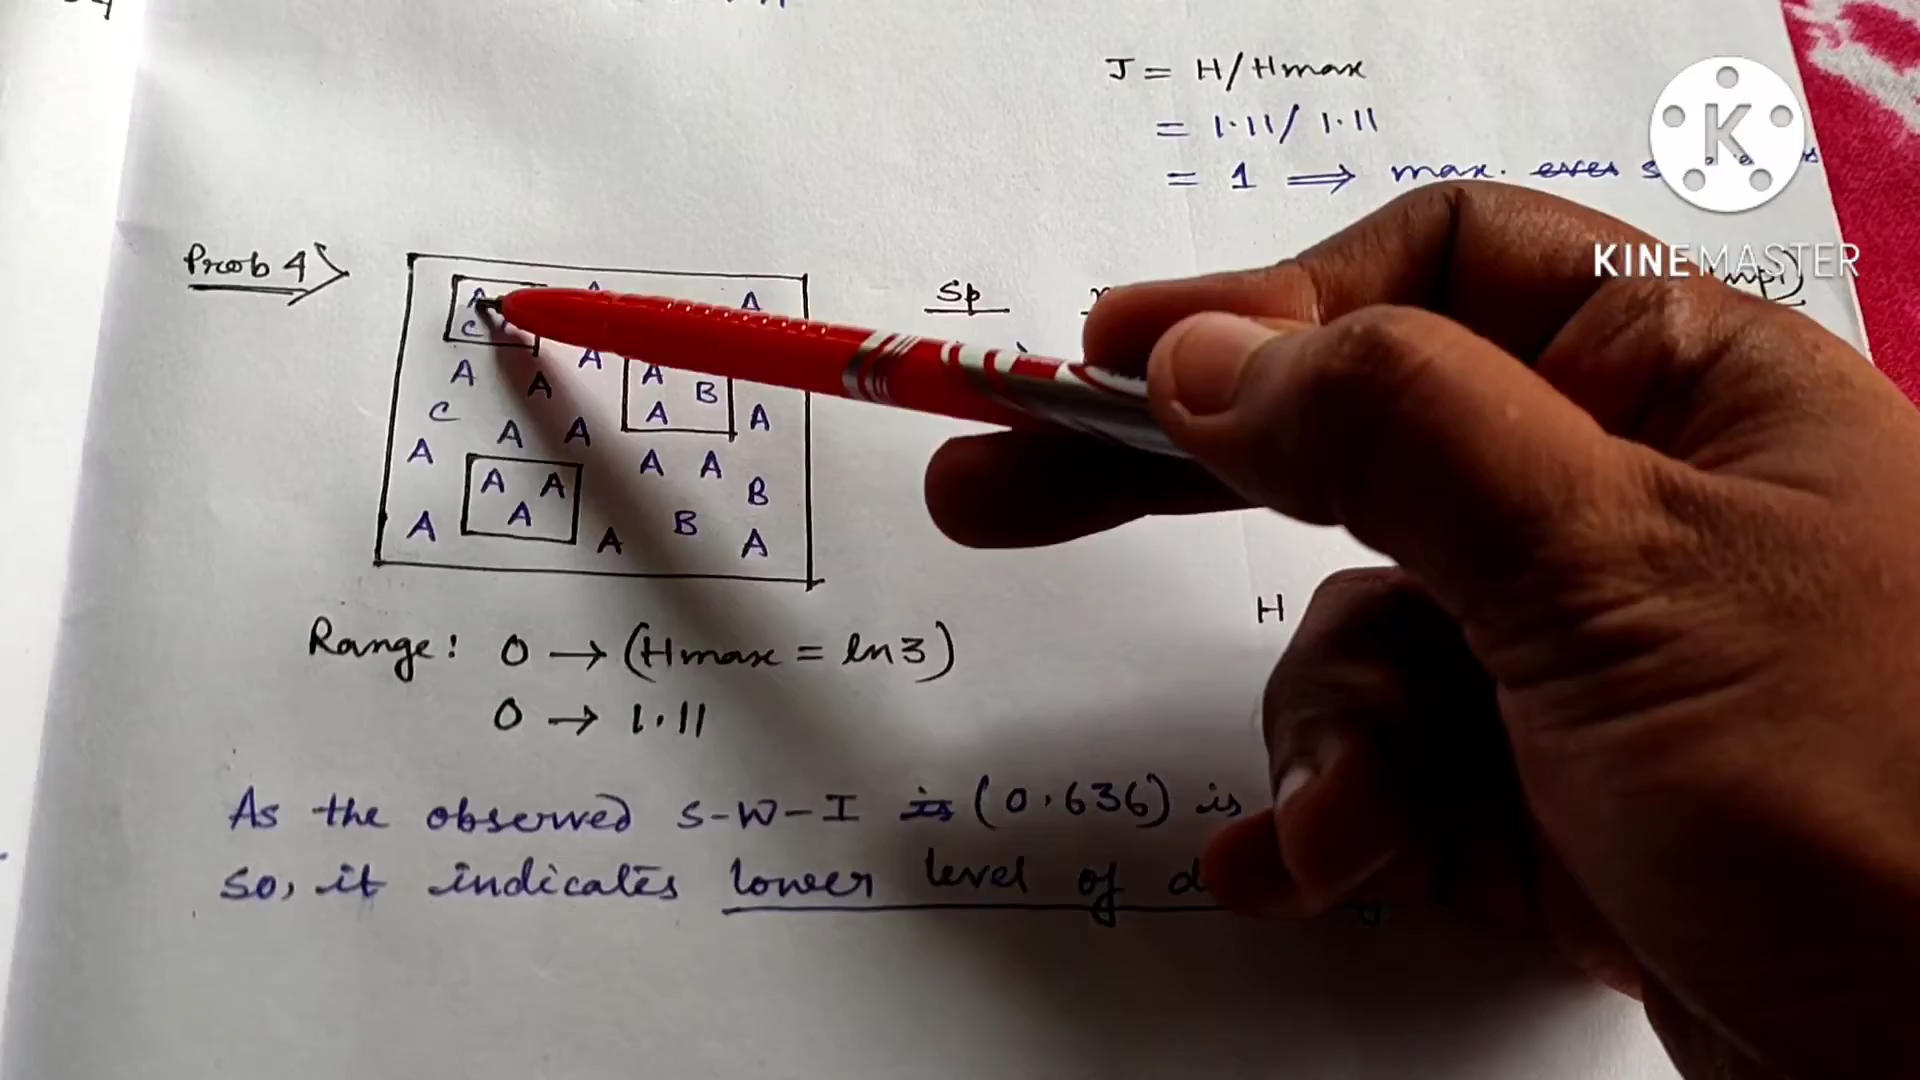 J = H/Hmax
= 1.11/ 1.11
= 1 ⟹ max.
K
KINEMASTER
Prob 4>
A
C
A
A
Sp
A
A
A
A
B
C
A
A
A
A
A
A
A
A
A
A
B
A
A
A
B
A
H
Range: 0 → (Hmax = ln3)
0 → 1.11
As the observed S-W-I is (0.636) is
so, it indicates lower level of